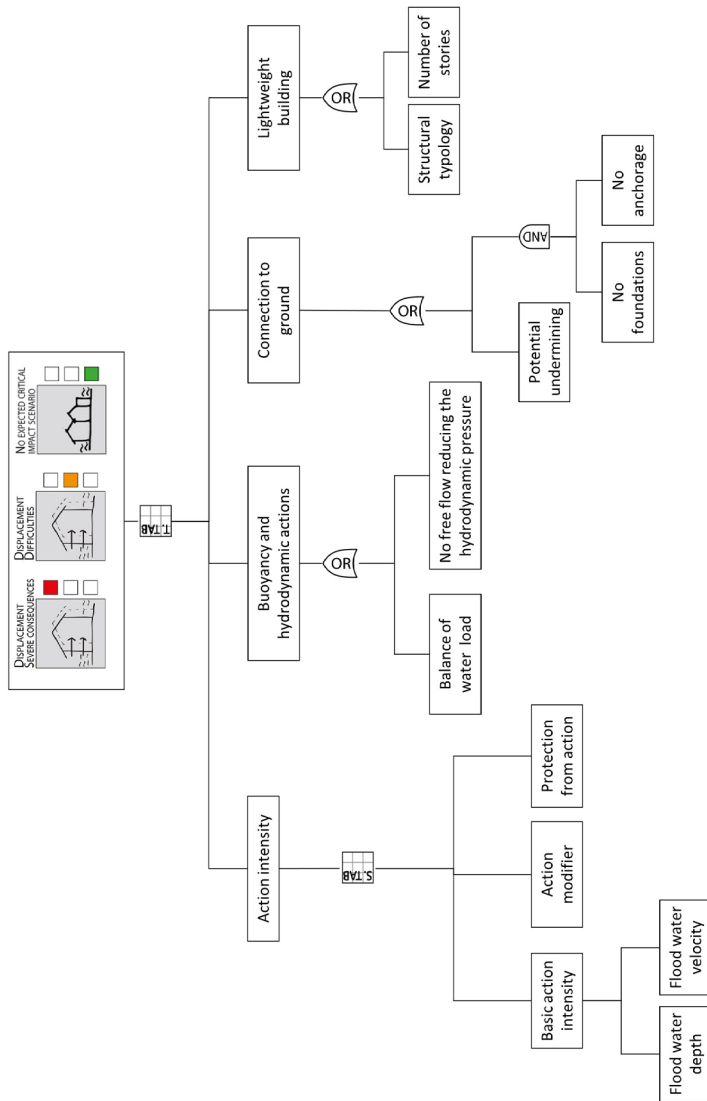 DISPLACEMENT
SEVERE CONSEQUENCES
DISPLACEMENT
DIFFICULTIES
NO EXPECTED CRITICAL
IMPACT SCENARIO
T. TAB
Action intensity
Buoyancy and
hydrodynamic actions
Connection to
ground
Lightweight
building
S. TAB
OR
OR
OR
Basic action
intensity
Action
modifier
Protection
from action
Balance of
water load
No free flow reducing the
hydrodynamic pressure
Potential
undermining
AND
Structural
typology
Number of
stories
Flood water
depth
Flood water
velocity
No
foundations
No
anchorage